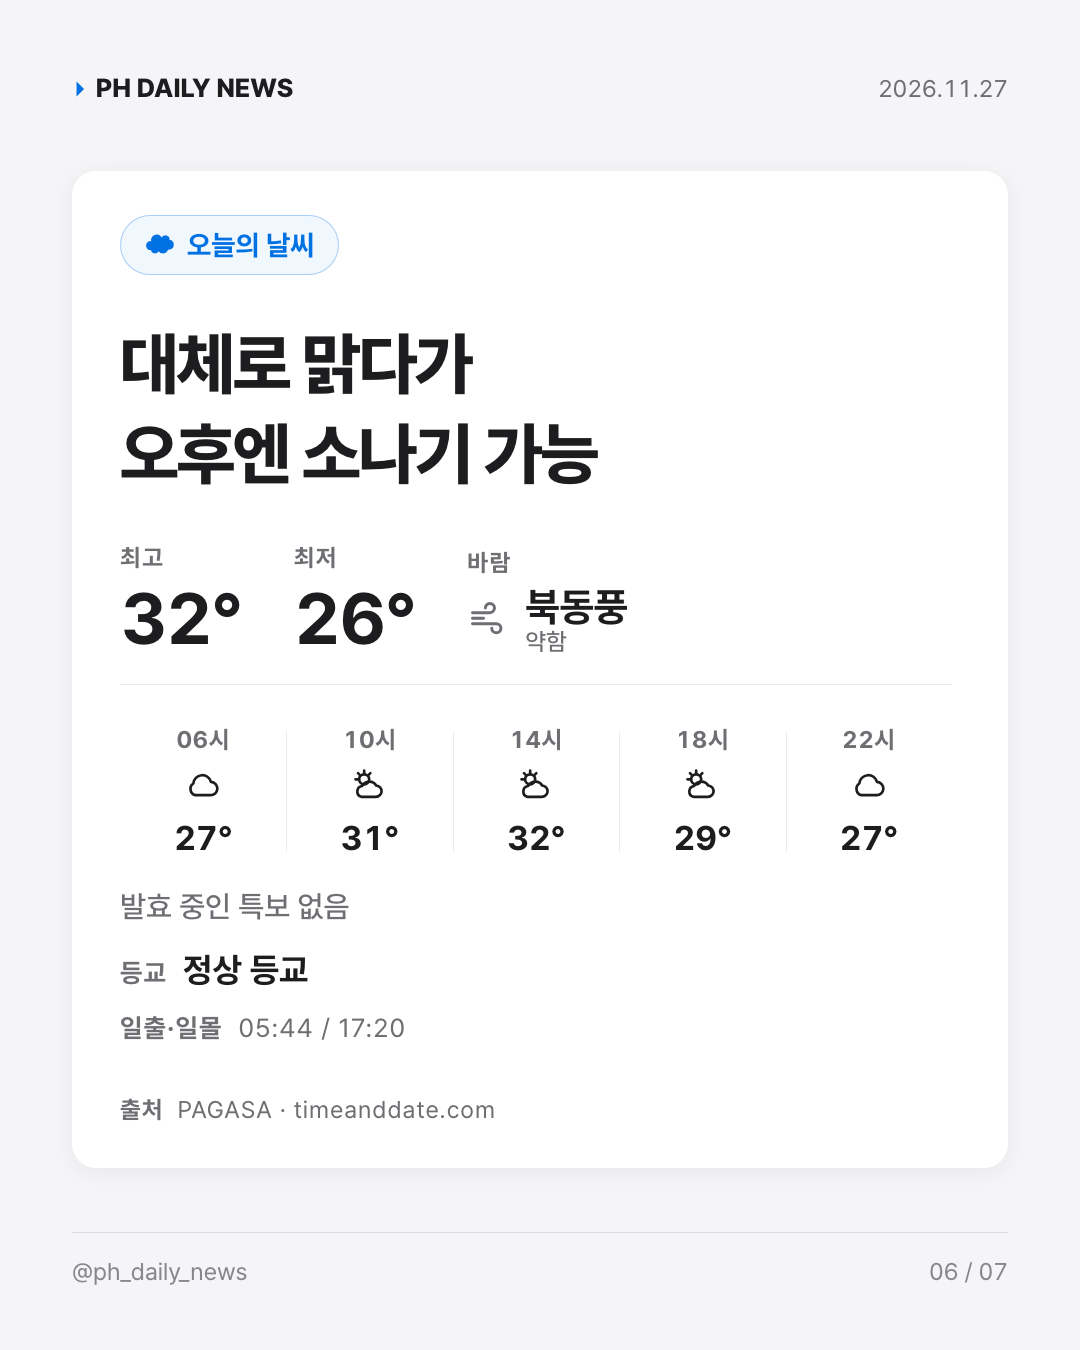 PH DAILY NEWS
2026.11.27
오늘의 날씨
대체로 맑다가
오후엔 소나기 가능
최고 최저 바람
32° 26° 북동풍
약함
06시 10시 14시 18시 22시
27° 31° 32° 29° 27°
발효 중인 특보 없음
등교 정상 등교
일출·일몰 05:44 / 17:20
출처 PAGASA · timeanddate.com
@ph_daily_news
06 / 07